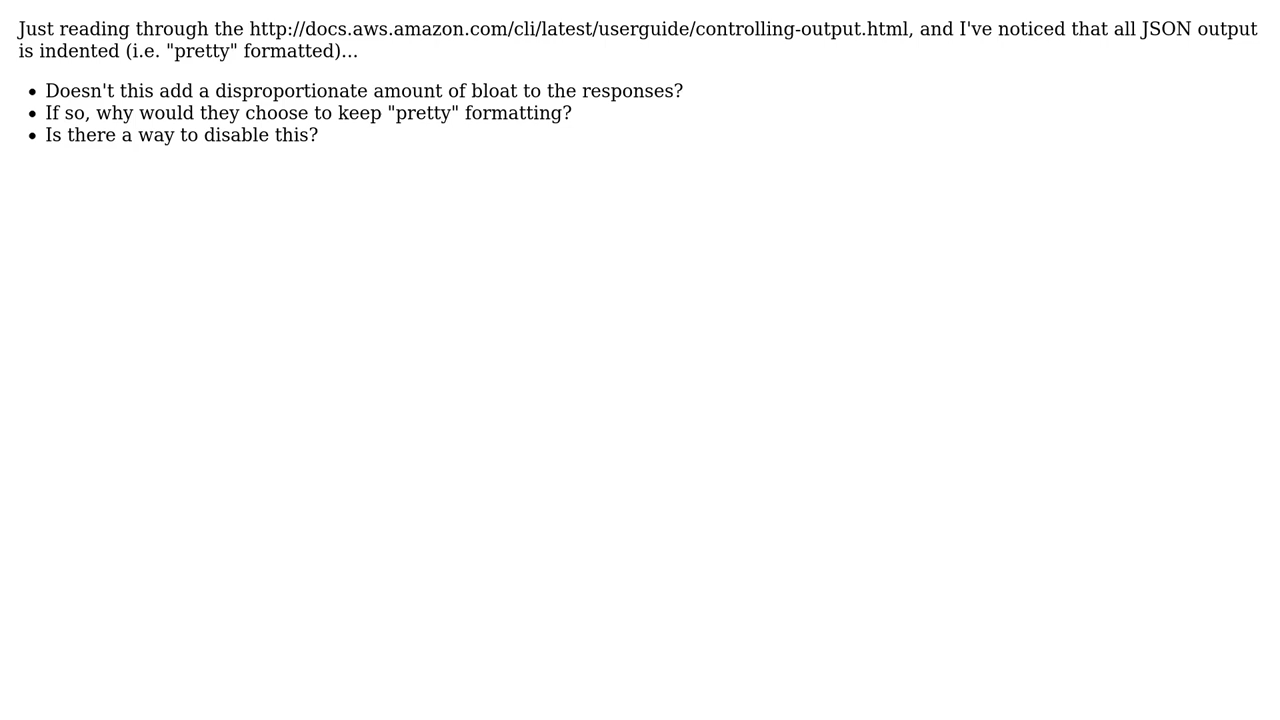 Just reading through the http://docs.aws.amazon.com/cli/latest/userguide/controlling-output.html, and I've noticed that all JSON output
is indented (i.e. "pretty" formatted)...
• Doesn't this add a disproportionate amount of bloat to the responses?
• If so, why would they choose to keep "pretty" formatting?
• Is there a way to disable this?